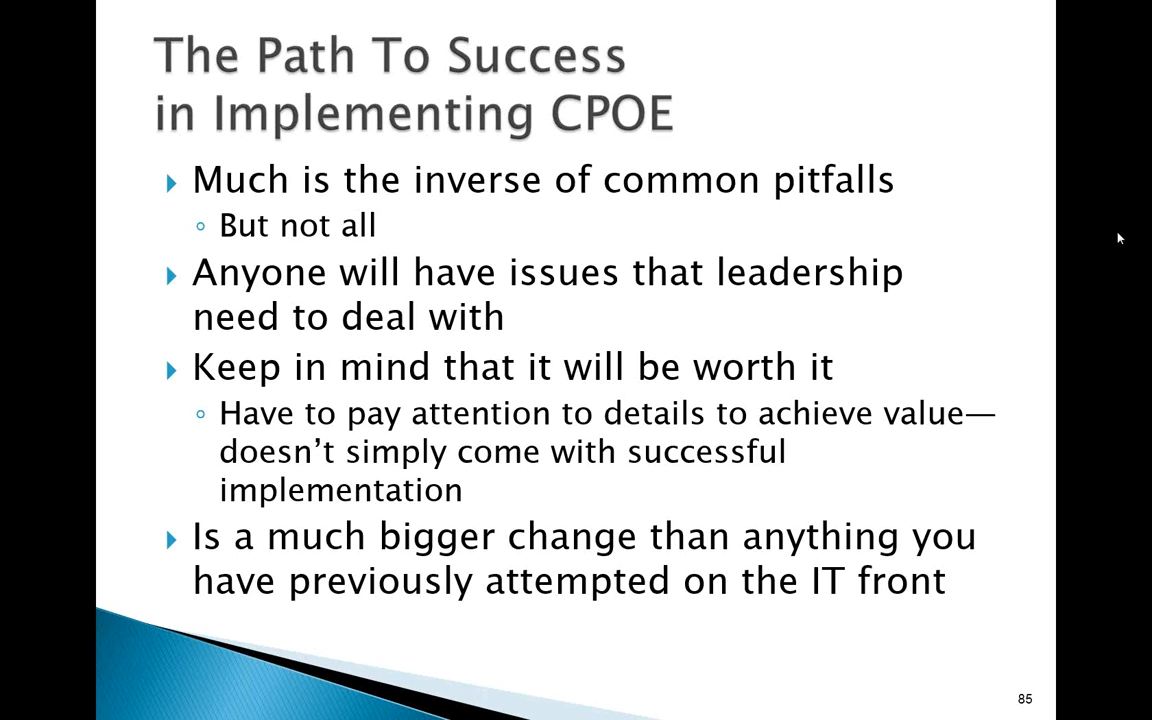 The Path To Success
in Implementing CPOE
Much is the inverse of common pitfalls
But not all
Anyone will have issues that leadership
need to deal with
Keep in mind that it will be worth it
Have to pay attention to details to achieve value—
doesn’t simply come with successful
implementation
Is a much bigger change than anything you
have previously attempted on the IT front
85